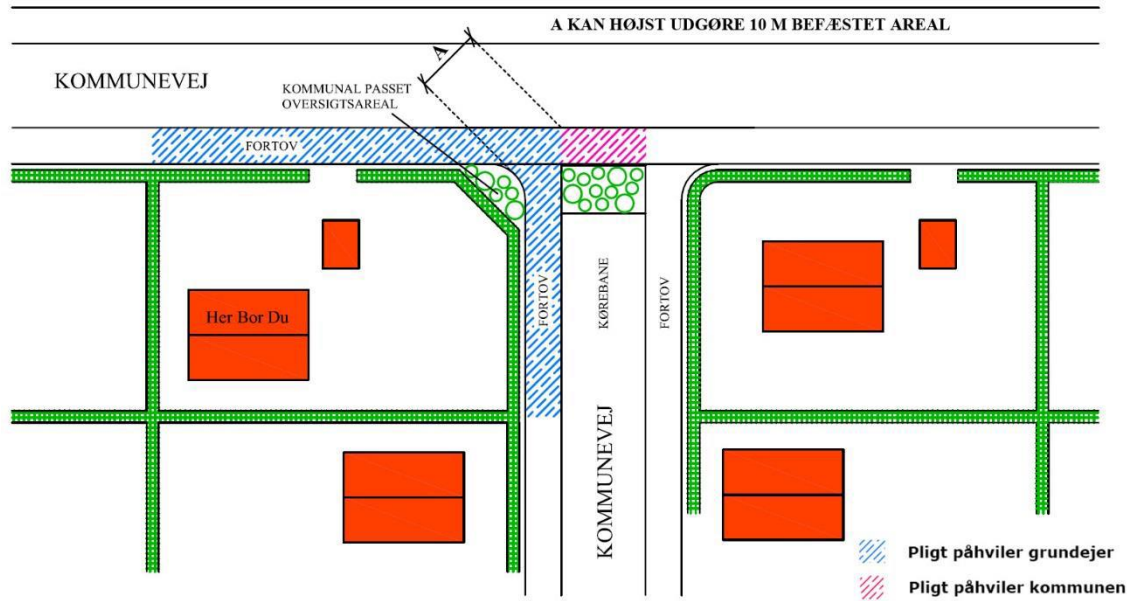 A KAN HØJST UDGØRE 10 M BEFÆSTET AREAL
A
KOMMUNEVEJ
KOMMUNAL PASSET
OVERSIGTSAREAL
FORTOV
FORTOV
KØREBANE
FORTOV
Her Bor Du
KOMMUNEVEJ
Pligt påhviler grundejer
Pligt påhviler kommunen